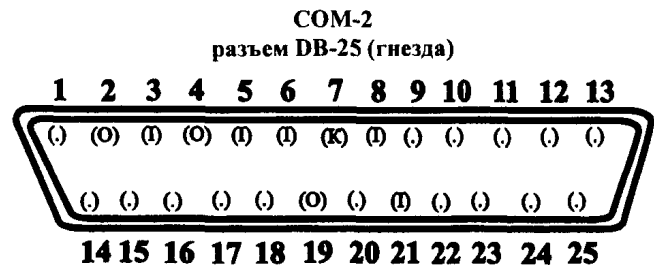 COM-2
разъем DB-25 (гнезда)
1 2 3 4 5 6 7 8 9 10 11 12 13
(.) (O) (I) (O) (I) (I) (K) (I) (.) (.) (.) (.) (.)
(.) (.) (.) (.) (.) (O) (.) (I) (.) (.) (.) (.)
14 15 16 17 18 19 20 21 22 23 24 25